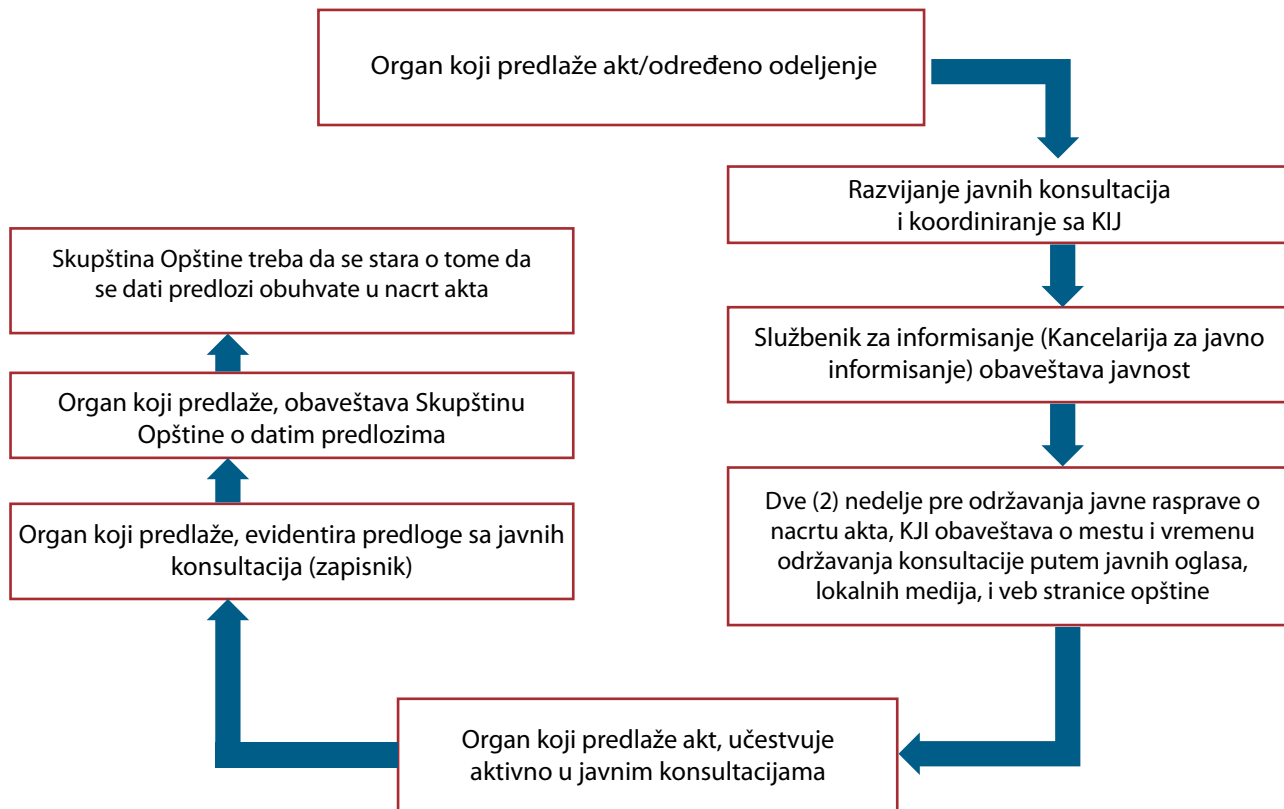 Organ koji predlaže akt/određeno odeljenje
Razvijanje javnih konsultacija
i koordiniranje sa KIJ
Službenik za informisanje (Kancelarija za javno
informisanje) obaveštava javnost
Dve (2) nedelje pre održavanja javne rasprave o
nacrtu akta, KJI obaveštava o mestu i vremenu
održavanja konsultacije putem javnih oglasa,
lokalnih medija, i veb stranice opštine
Organ koji predlaže akt, učestvuje
aktivno u javnim konsultacijama
Organ koji predlaže, evidentira predloge sa javnih
konsultacija (zapisnik)
Organ koji predlaže, obaveštava Skupštinu
Opštine o datim predlozima
Skupština Opštine treba da se stara o tome da
se dati predlozi obuhvate u nacrt akta